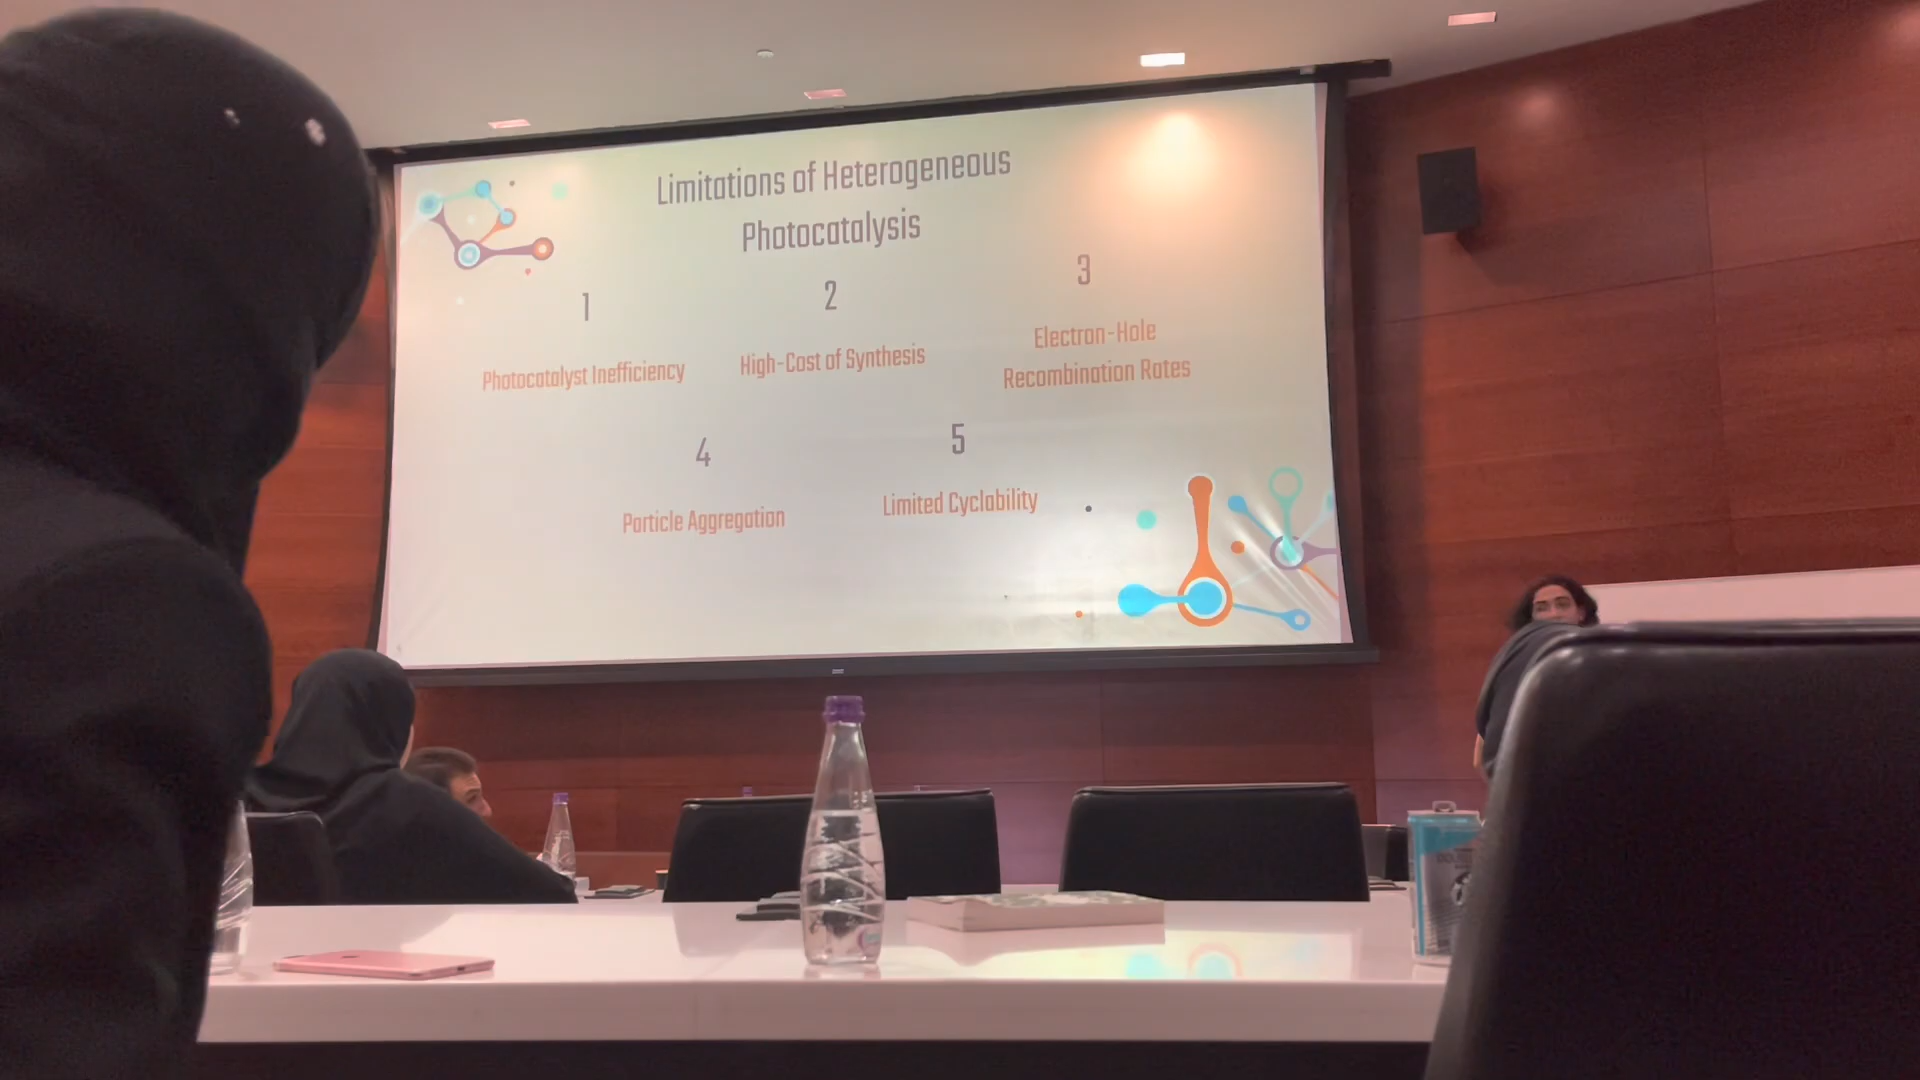 Limitations of Heterogeneous
Photocatalysis
1
Photocatalyst Inefficiency
2
High-Cost of Synthesis
3
Electron-Hole
Recombination Rates
4
Particle Aggregation
5
Limited Cyclability